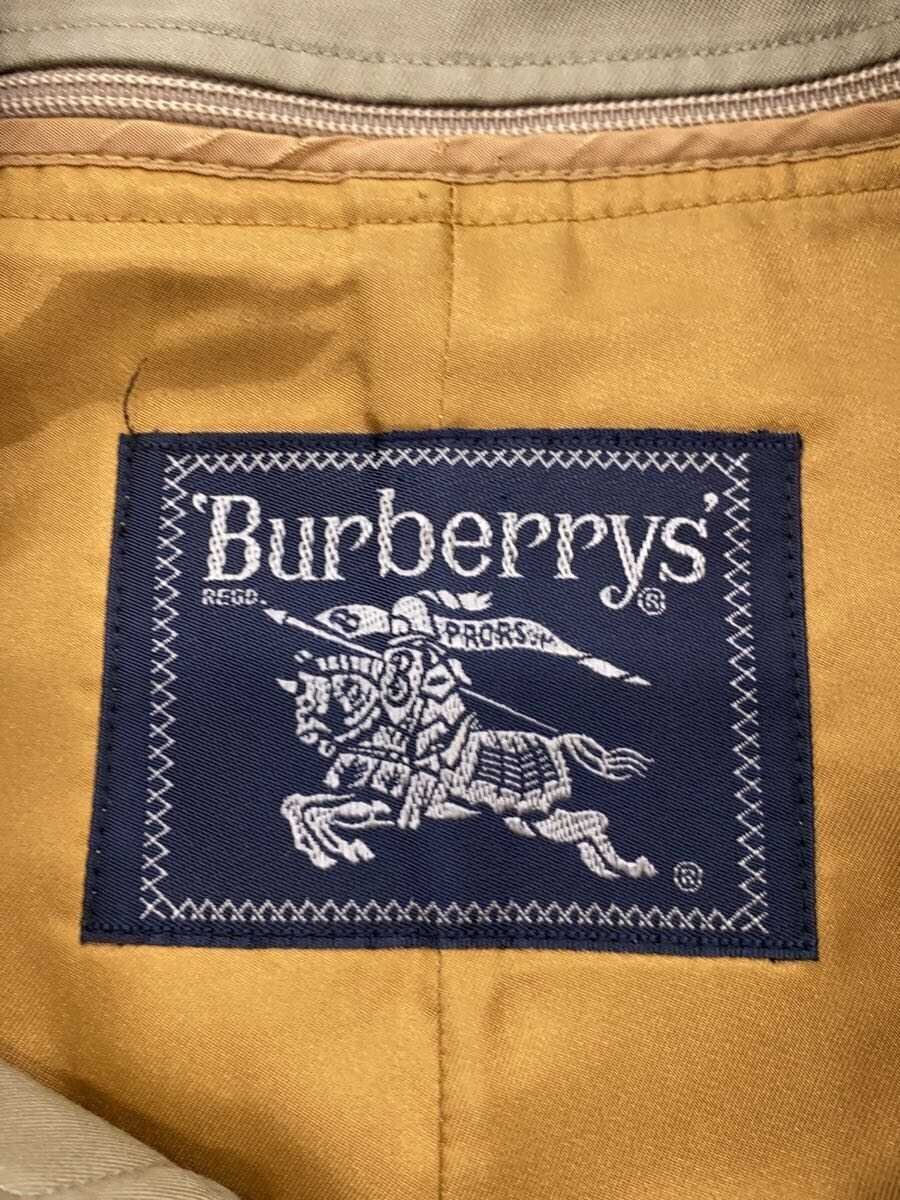 'Burberrys'
REGD. ®
B PRORSUM
B
®